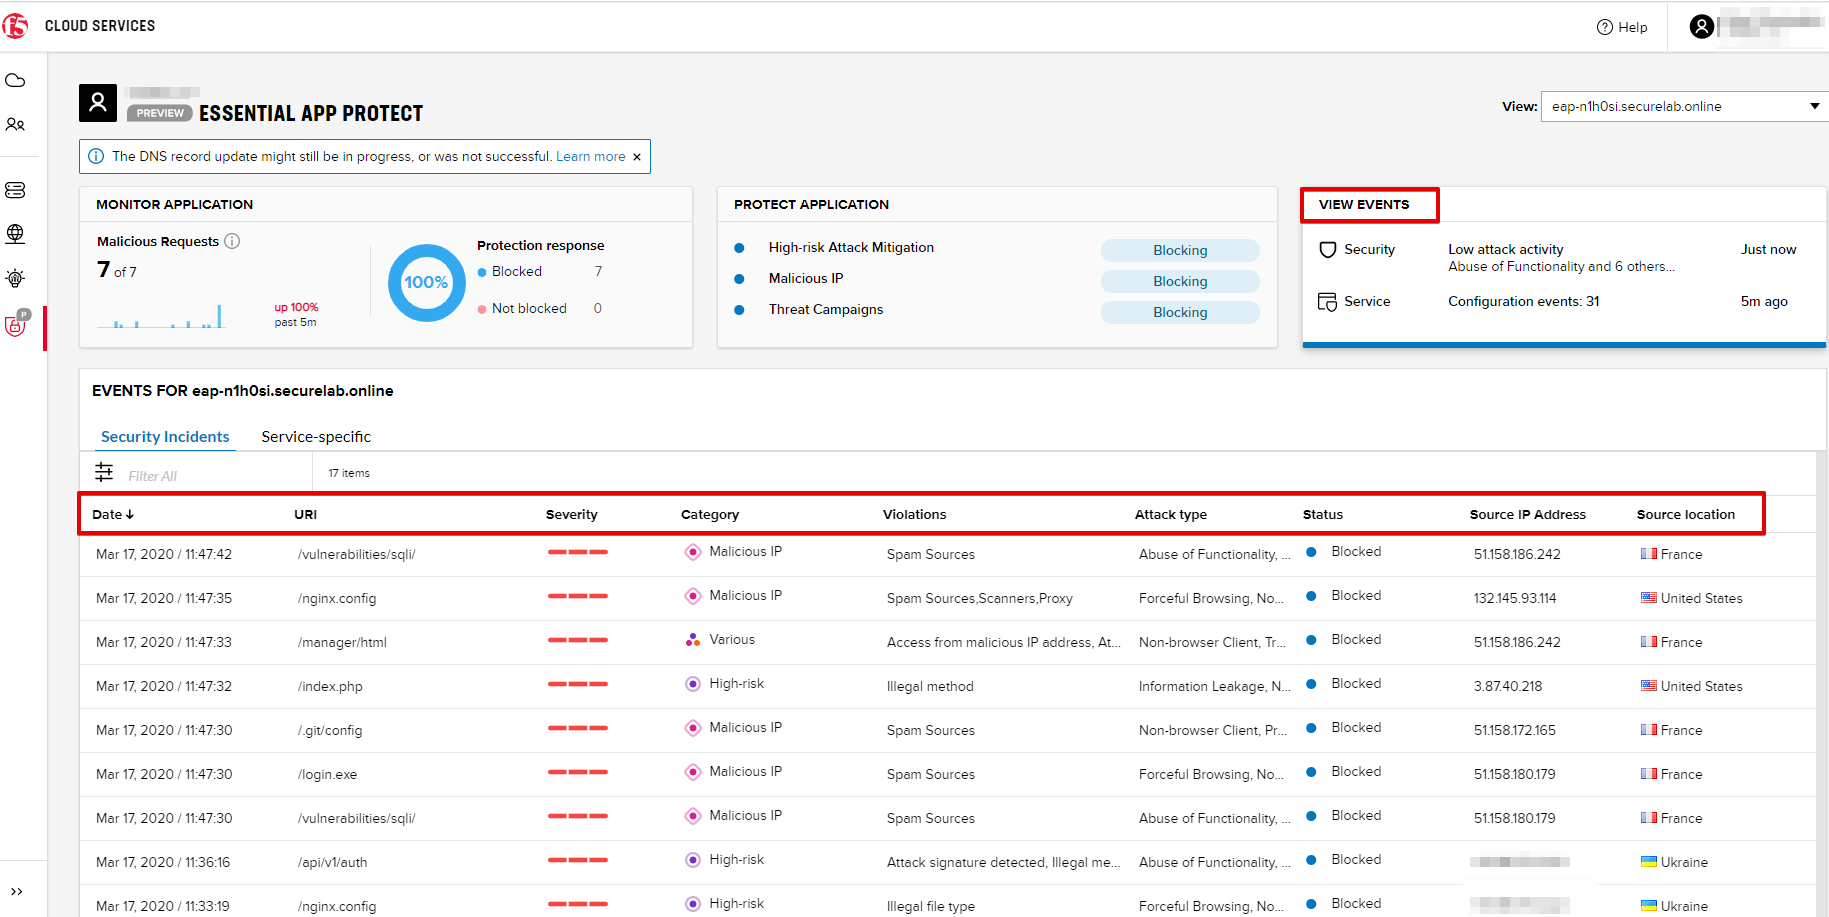 f5 CLOUD SERVICES
Help
PREVIEW ESSENTIAL APP PROTECT
View: eap-n1h0si.securelab.online
The DNS record update might still be in progress, or was not successful. Learn more ×
MONITOR APPLICATION
Malicious Requests
7 of 7
up 100%
past 5m
100%
Protection response
Blocked 7
Not blocked 0
PROTECT APPLICATION
High-risk Attack Mitigation Blocking
Malicious IP Blocking
Threat Campaigns Blocking
VIEW EVENTS
Security Low attack activity Just now
Abuse of Functionality and 6 others...
Service Configuration events: 31 5m ago
P
EVENTS FOR eap-n1h0si.securelab.online
Security Incidents Service-specific
Filter All 17 items
Date ↓ URI Severity Category Violations Attack type Status Source IP Address Source location
Mar 17, 2020 / 11:47:42 /vulnerabilities/sqli/ Malicious IP Spam Sources Abuse of Functionality, ... Blocked 51.158.186.242 France
Mar 17, 2020 / 11:47:35 /nginx.config Malicious IP Spam Sources,Scanners,Proxy Forceful Browsing, No... Blocked 132.145.93.114 United States
Mar 17, 2020 / 11:47:33 /manager/html Various Access from malicious IP address, At... Non-browser Client, Tr... Blocked 51.158.186.242 France
Mar 17, 2020 / 11:47:32 /index.php High-risk Illegal method Information Leakage, N... Blocked 3.87.40.218 United States
Mar 17, 2020 / 11:47:30 /.git/config Malicious IP Spam Sources Non-browser Client, Pr... Blocked 51.158.172.165 France
Mar 17, 2020 / 11:47:30 /login.exe Malicious IP Spam Sources Forceful Browsing, No... Blocked 51.158.180.179 France
Mar 17, 2020 / 11:47:30 /vulnerabilities/sqli/ Malicious IP Spam Sources Abuse of Functionality, ... Blocked 51.158.180.179 France
Mar 17, 2020 / 11:36:16 /api/v1/auth High-risk Attack signature detected, Illegal me... Abuse of Functionality, ... Blocked Ukraine
Mar 17, 2020 / 11:33:19 /nginx.config High-risk Illegal file type Forceful Browsing, No... Blocked Ukraine